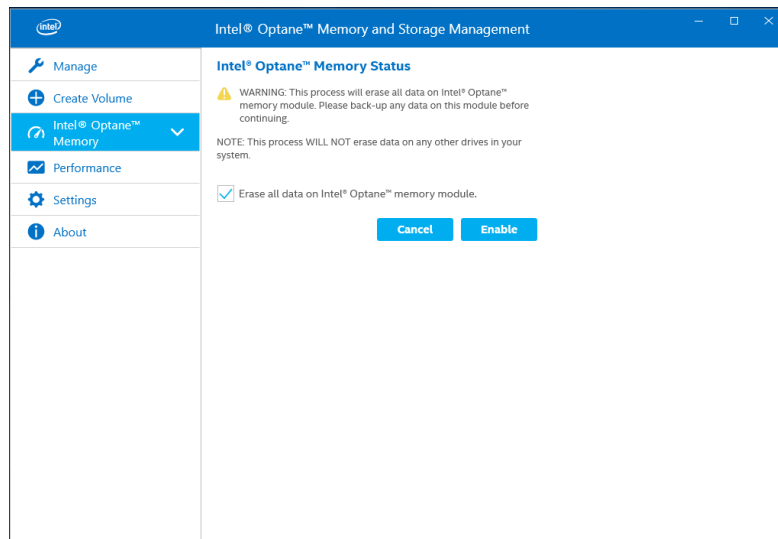 intel
Intel® Optane™ Memory and Storage Management
Manage
Create Volume
Intel® Optane™
Memory
Performance
Settings
About
Intel® Optane™ Memory Status
WARNING: This process will erase all data on Intel® Optane™
memory module. Please back-up any data on this module before
continuing.
NOTE: This process WILL NOT erase data on any other drives in your
system.
Erase all data on Intel® Optane™ memory module.
Cancel Enable